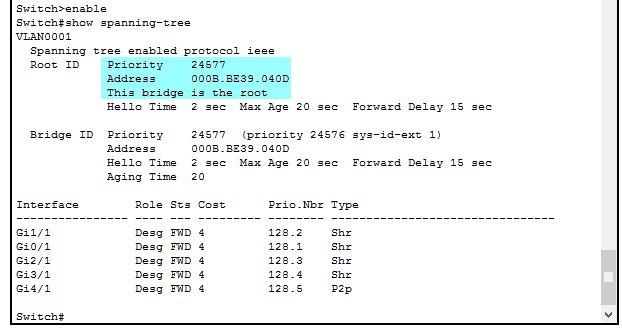 Switch>enable
Switch#show spanning-tree
VLAN0001
  Spanning tree enabled protocol ieee
  Root ID    Priority    24577
             Address     000B.BE39.040D
             This bridge is the root
             Hello Time  2 sec  Max Age 20 sec  Forward Delay 15 sec

  Bridge ID  Priority    24577  (priority 24576 sys-id-ext 1)
             Address     000B.BE39.040D
             Hello Time  2 sec  Max Age 20 sec  Forward Delay 15 sec
             Aging Time  20

Interface        Role Sts Cost      Prio.Nbr Type
---------------- ---- --- --------- -------- --------------------------------
Gi1/1            Desg FWD 4         128.2    Shr
Gi0/1            Desg FWD 4         128.1    Shr
Gi2/1            Desg FWD 4         128.3    Shr
Gi3/1            Desg FWD 4         128.4    Shr
Gi4/1            Desg FWD 4         128.5    P2p

Switch#